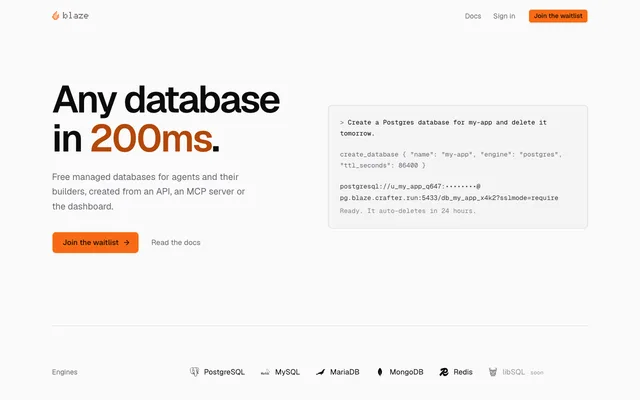 blaze
Docs
Sign in
Join the waitlist
Any database
in 200ms.
Free managed databases for agents and their
builders, created from an API, an MCP server or
the dashboard.
Join the waitlist →
Read the docs
> Create a Postgres database for my-app and delete it
tomorrow.
create_database { "name": "my-app", "engine": "postgres",
"ttl_seconds": 86400 }
postgresql://u_my_app_q647:••••••••@
pg.blaze.crafter.run:5433/db_my_app_x4k2?sslmode=require
Ready. It auto-deletes in 24 hours.
Engines
PostgreSQL
MySQL
MariaDB
MongoDB
Redis
libSQL soon